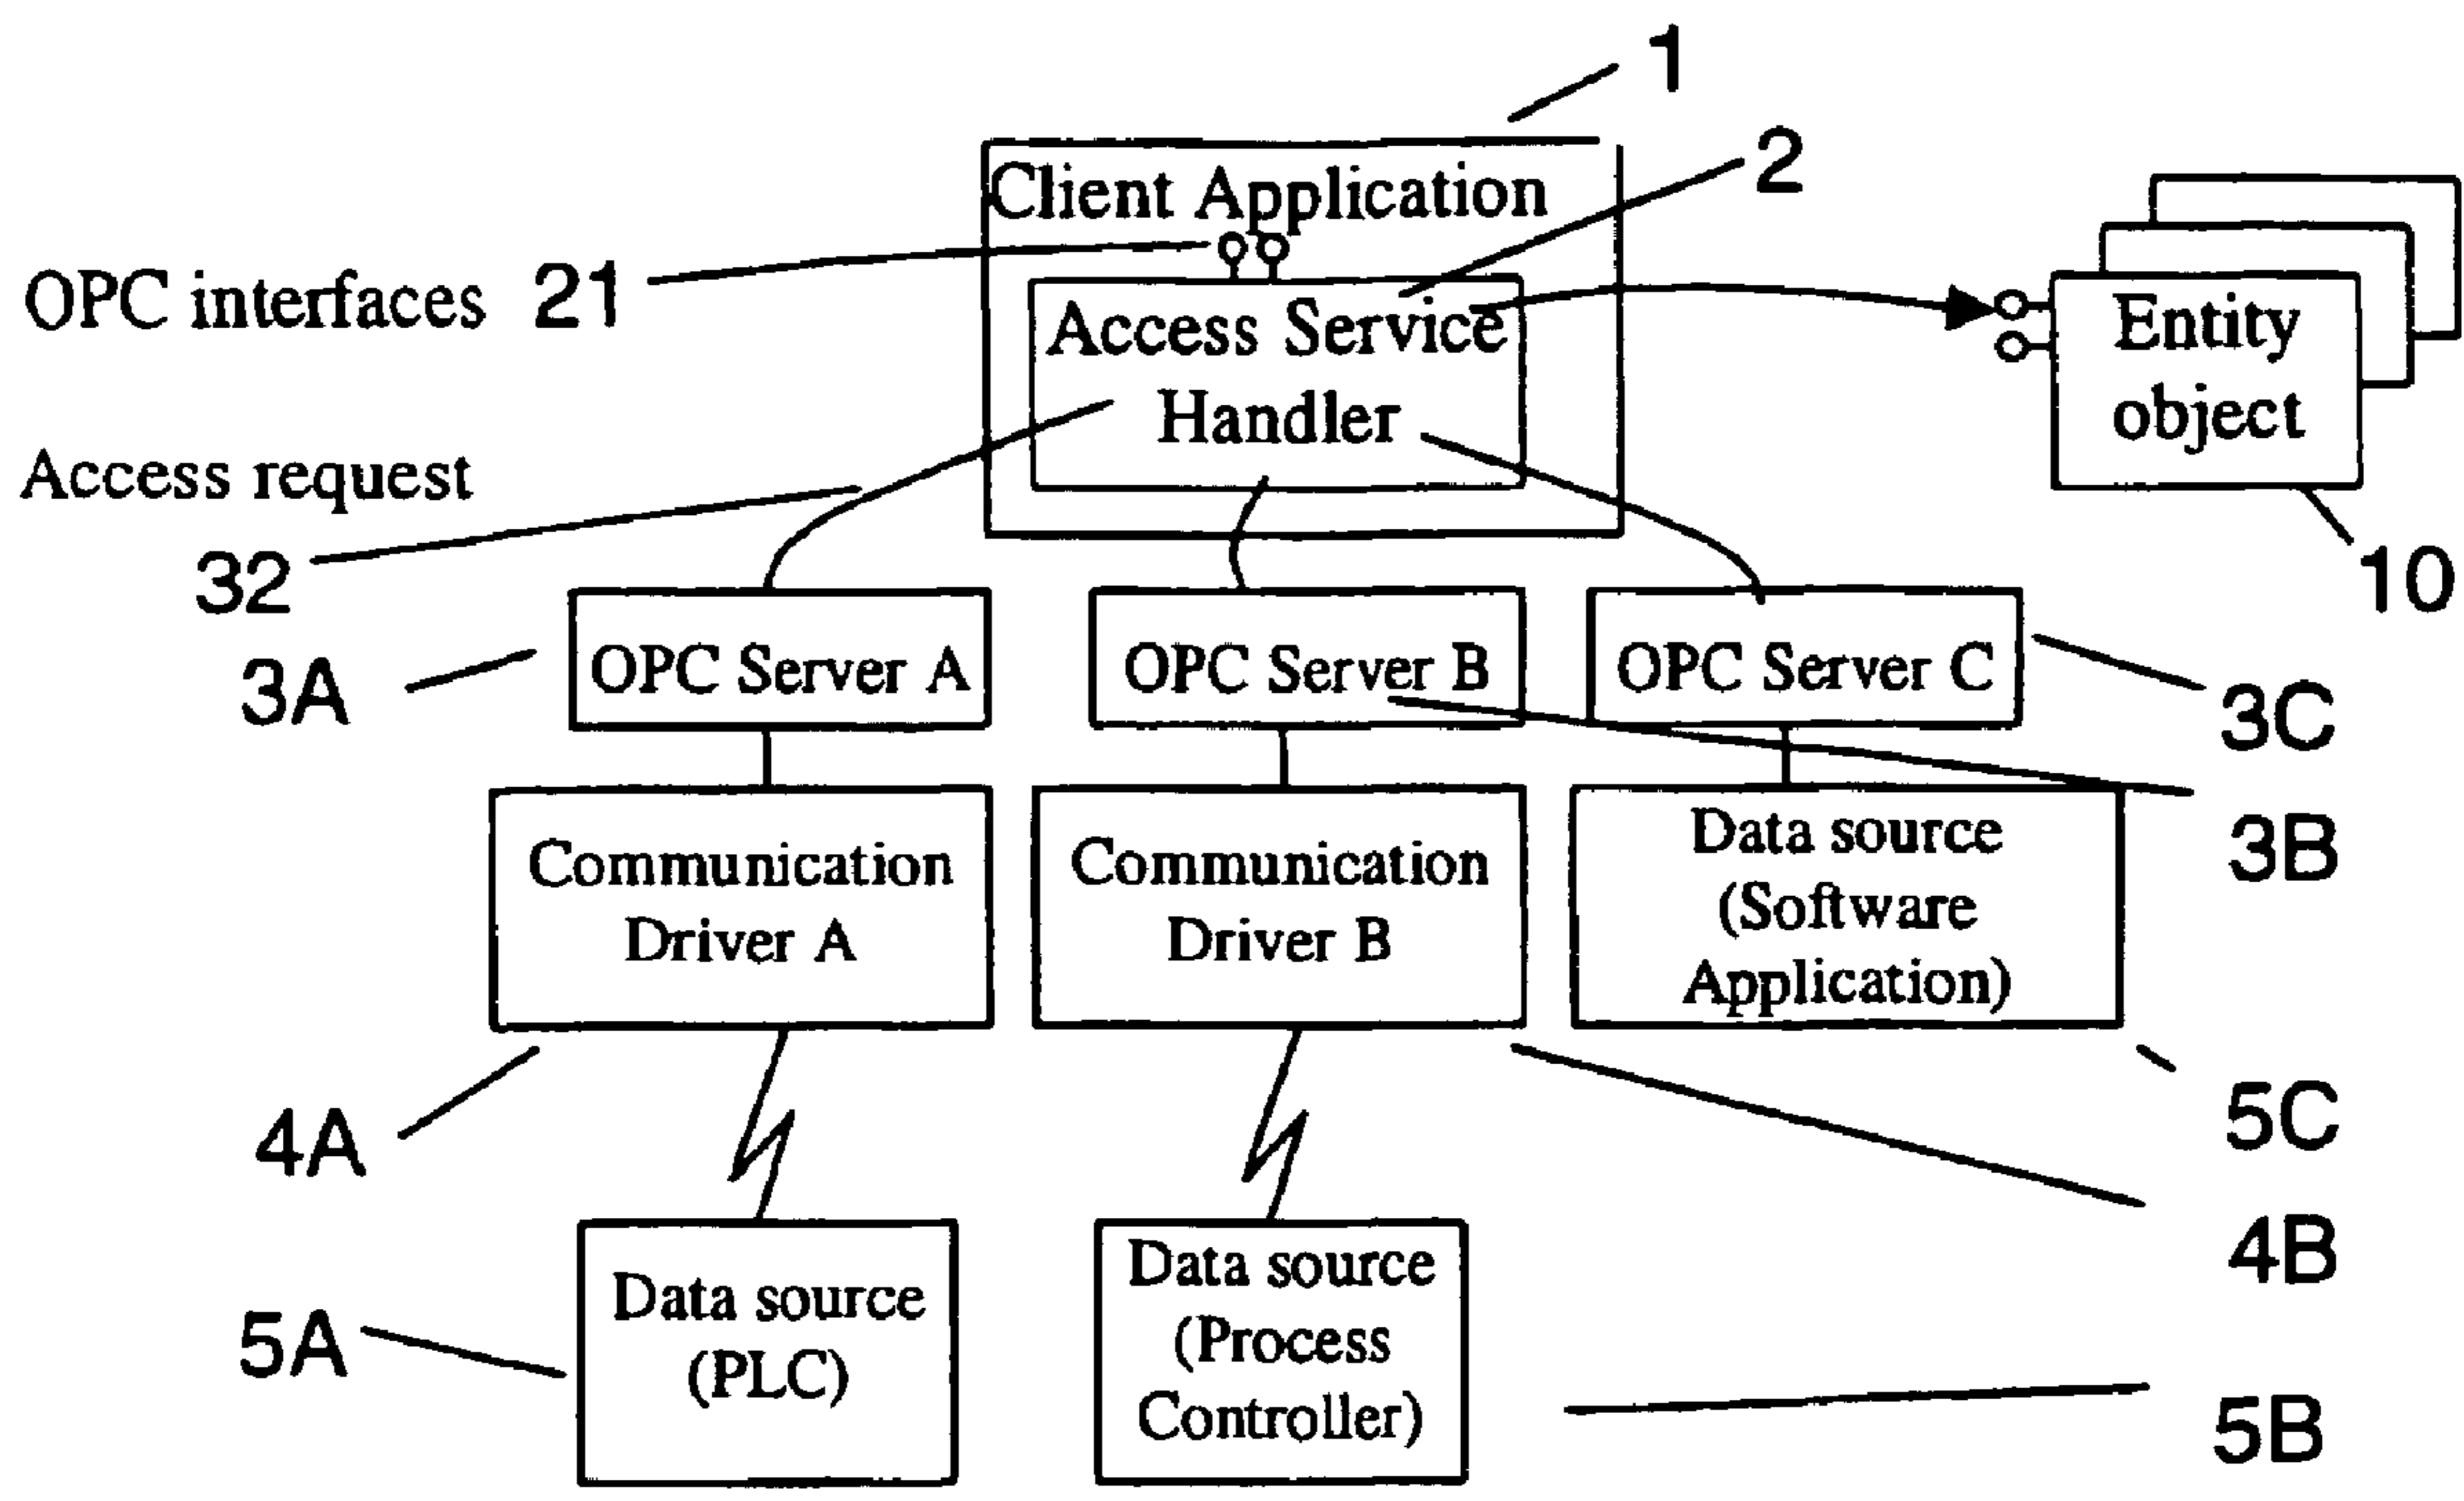 1
2
Client Application
OPC interfaces 21
Access Service
Handler
Entity
object
Access request
32
10
3A
OPC Server A
OPC Server B
OPC Server C
3C
3B
Communication
Driver A
Communication
Driver B
Data source
(Software
Application)
4A
5C
4B
5A
Data source
(PLC)
Data source
(Process
Controller)
5B